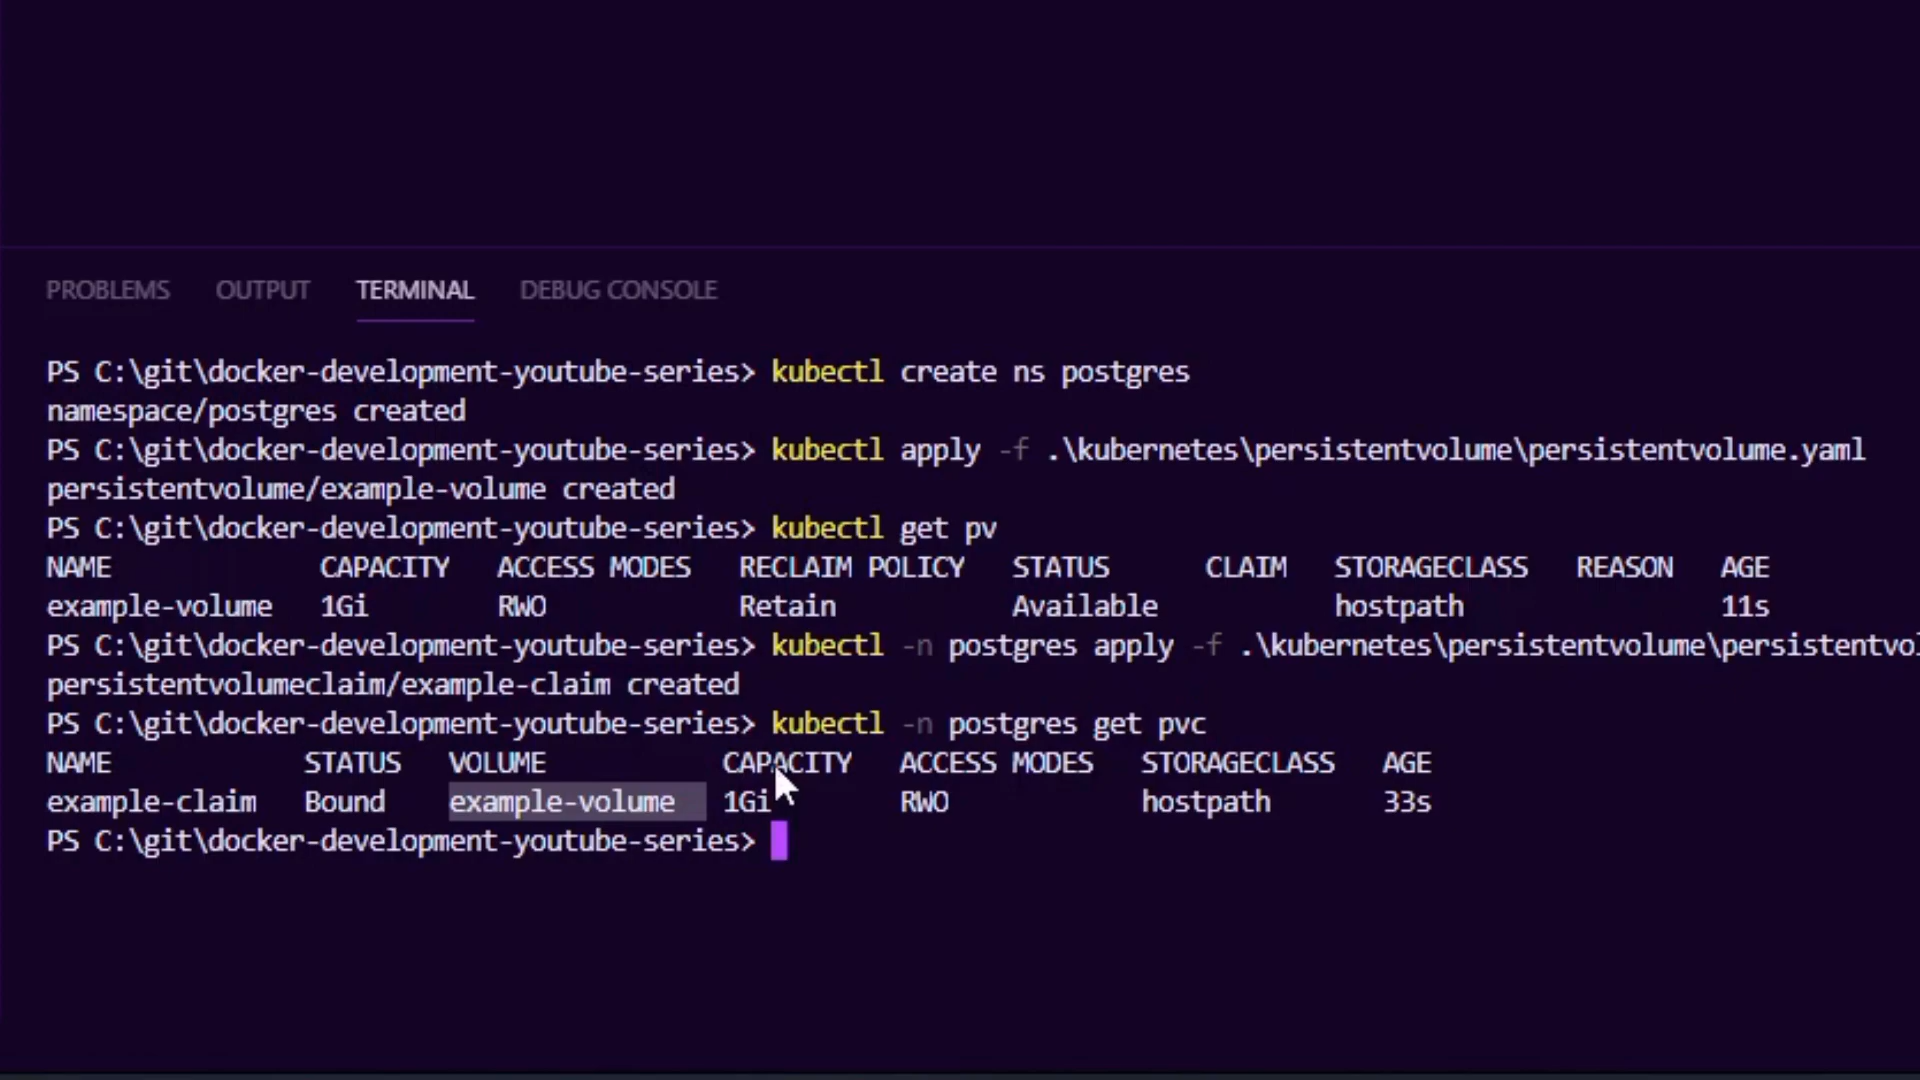 PROBLEMS OUTPUT TERMINAL DEBUG CONSOLE
PS C:\git\docker-development-youtube-series> kubectl create ns postgres
namespace/postgres created
PS C:\git\docker-development-youtube-series> kubectl apply -f .\kubernetes\persistentvolume\persistentvolume.yaml
persistentvolume/example-volume created
PS C:\git\docker-development-youtube-series> kubectl get pv
NAME CAPACITY ACCESS MODES RECLAIM POLICY STATUS CLAIM STORAGECLASS REASON AGE
example-volume 1Gi RWO Retain Available hostpath 11s
PS C:\git\docker-development-youtube-series> kubectl -n postgres apply -f .\kubernetes\persistentvolume\persistentvol
persistentvolumeclaim/example-claim created
PS C:\git\docker-development-youtube-series> kubectl -n postgres get pvc
NAME STATUS VOLUME CAPACITY ACCESS MODES STORAGECLASS AGE
example-claim Bound example-volume 1Gi RWO hostpath 33s
PS C:\git\docker-development-youtube-series>